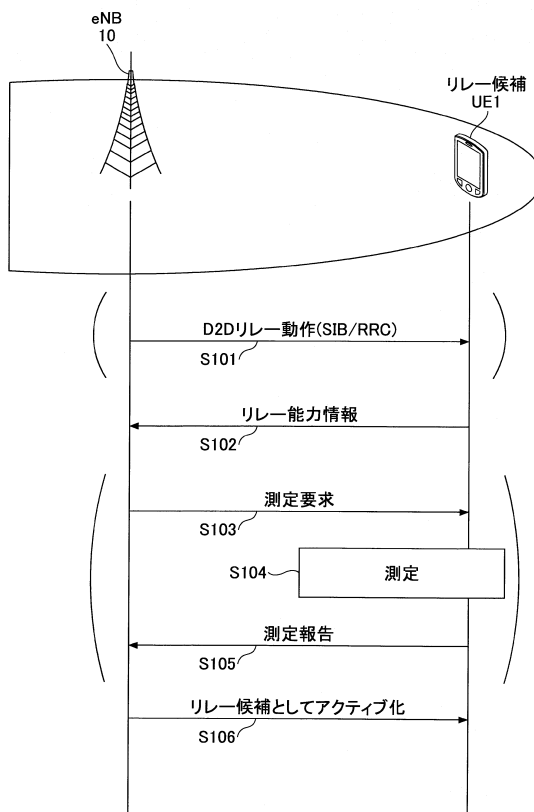 eNB
10
リレー候補
UE1
D2Dリレー動作(SIB/RRC)
S101
リレー能力情報
S102
測定要求
S103
S104
測定
測定報告
S105
リレー候補としてアクティブ化
S106